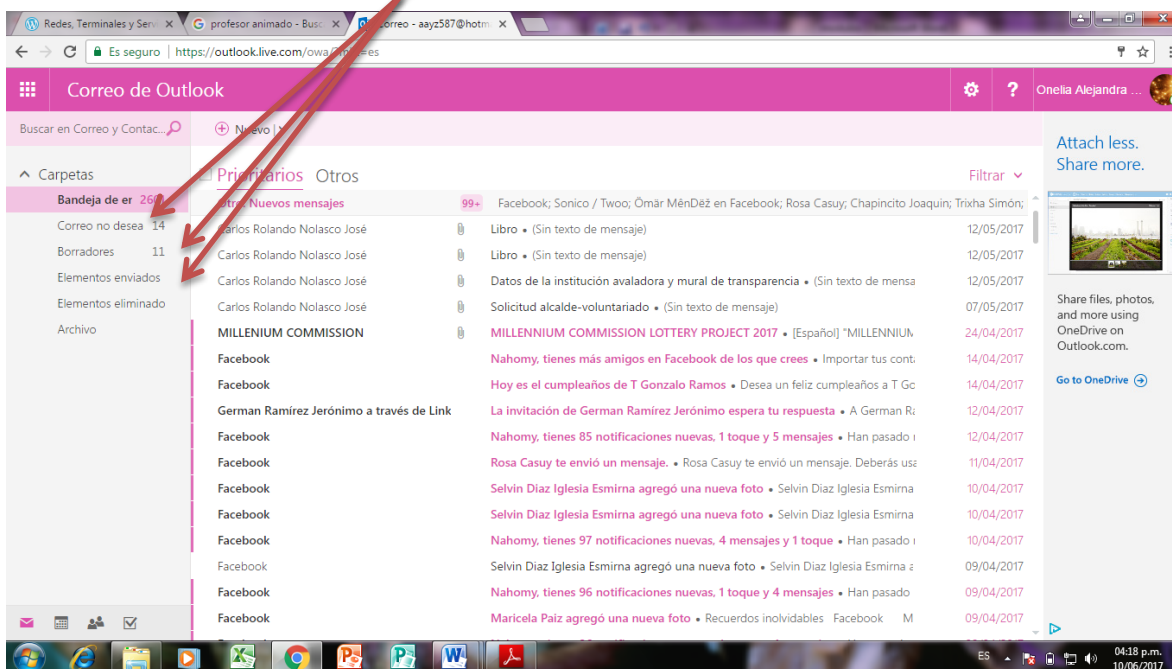 Redes, Terminales y Serv
profesor animado - Busc
Correo - aayz587@hotm
Es seguro | https://outlook.live.com/owa/
=es
Correo de Outlook
?
Onelia Alejandra ...
Buscar en Correo y Contac...
Nuevo
Carpetas
Bandeja de er 26
Correo no desea 14
Borradores 11
Elementos enviados
Elementos eliminado
Archivo
Prioritarios Otros
Filtrar
Nuevos mensajes 99+ Facebook; Sonico / Twoo; Ömär MênDëž en Facebook; Rosa Casuy; Chapincito Joaquin; Trixha Simón;
Carlos Rolando Nolasco José Libro • (Sin texto de mensaje) 12/05/2017
Carlos Rolando Nolasco José Libro • (Sin texto de mensaje) 12/05/2017
Carlos Rolando Nolasco José Datos de la institución avaladora y mural de transparencia • (Sin texto de mensa 12/05/2017
Carlos Rolando Nolasco José Solicitud alcalde-voluntariado • (Sin texto de mensaje) 07/05/2017
MILLENIUM COMMISSION MILLENNIUM COMMISSION LOTTERY PROJECT 2017 • [Español] "MILLENNIUM 24/04/2017
Facebook Nahomy, tienes más amigos en Facebook de los que crees • Importar tus conta 14/04/2017
Facebook Hoy es el cumpleaños de T Gonzalo Ramos • Desea un feliz cumpleaños a T Go 14/04/2017
German Ramírez Jerónimo a través de Link La invitación de German Ramírez Jerónimo espera tu respuesta • A German Ra 12/04/2017
Facebook Nahomy, tienes 85 notificaciones nuevas, 1 toque y 5 mensajes • Han pasado 12/04/2017
Facebook Rosa Casuy te envió un mensaje. • Rosa Casuy te envió un mensaje. Deberás usa 11/04/2017
Facebook Selvin Diaz Iglesia Esmirna agregó una nueva foto • Selvin Diaz Iglesia Esmirna 10/04/2017
Facebook Selvin Diaz Iglesia Esmirna agregó una nueva foto • Selvin Diaz Iglesia Esmirna 10/04/2017
Facebook Nahomy, tienes 97 notificaciones nuevas, 4 mensajes y 1 toque • Han pasado 10/04/2017
Facebook Selvin Diaz Iglesia Esmirna agregó una nueva foto • Selvin Diaz Iglesia Esmirna a 09/04/2017
Facebook Nahomy, tienes 96 notificaciones nuevas, 1 toque y 4 mensajes • Han pasado 09/04/2017
Facebook Maricela Paiz agregó una nueva foto • Recuerdos inolvidables Facebook M 09/04/2017
Attach less.
Share more.
Share files, photos,
and more using
OneDrive on
Outlook.com.
Go to OneDrive
ES
04:18 p.m.
10/06/2017